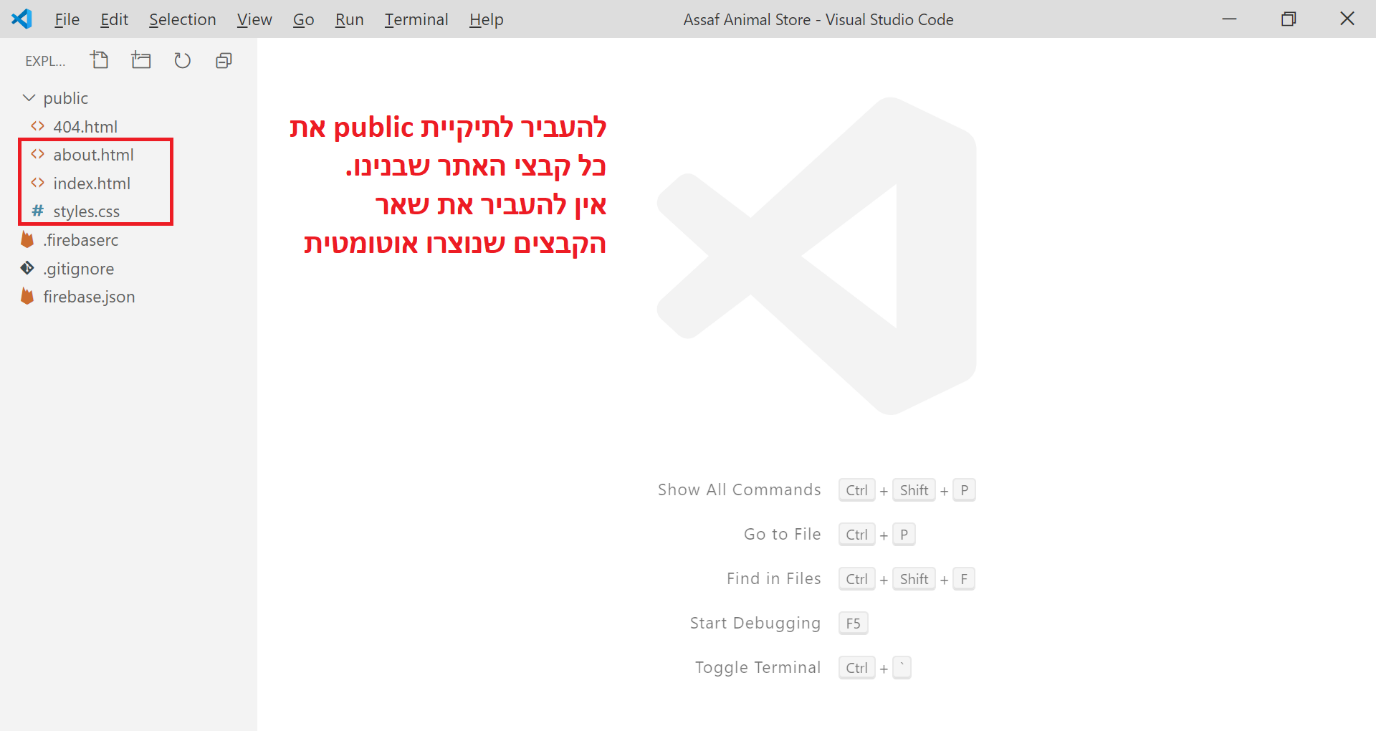 File Edit Selection View Go Run Terminal Help Assaf Animal Store - Visual Studio Code
EXPL...
public
404.html
about.html
index.html
styles.css
.firebaserc
.gitignore
firebase.json
להעביר לתיקיית public את
כל קבצי האתר שבנינו.
אין להעביר את שאר
הקבצים שנוצרו אוטומטית
Show All Commands Ctrl + Shift + P
Go to File Ctrl + P
Find in Files Ctrl + Shift + F
Start Debugging F5
Toggle Terminal Ctrl + `